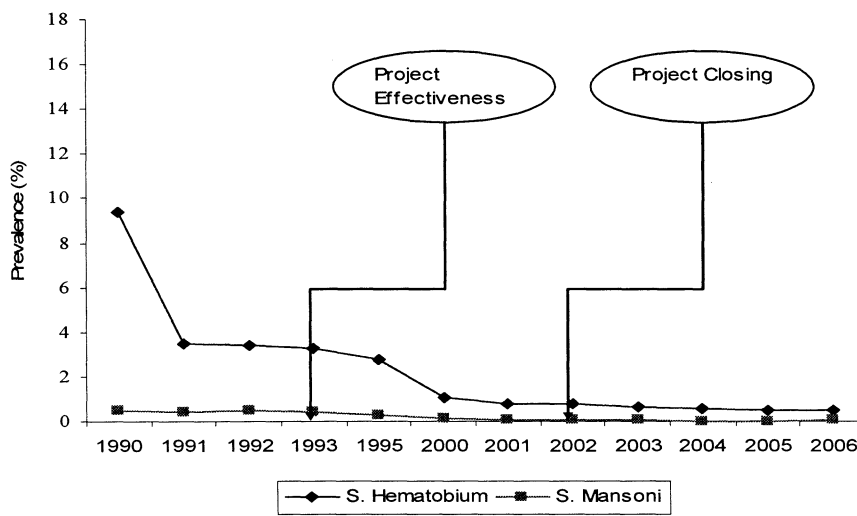 18
16
14
12
10
8
6
4
2
0
Prevalence (%)
Project
Effectiveness
Project Closing
1990 1991 1992 1993 1995 2000 2001 2002 2003 2004 2005 2006
S. Hematobium S. Mansoni